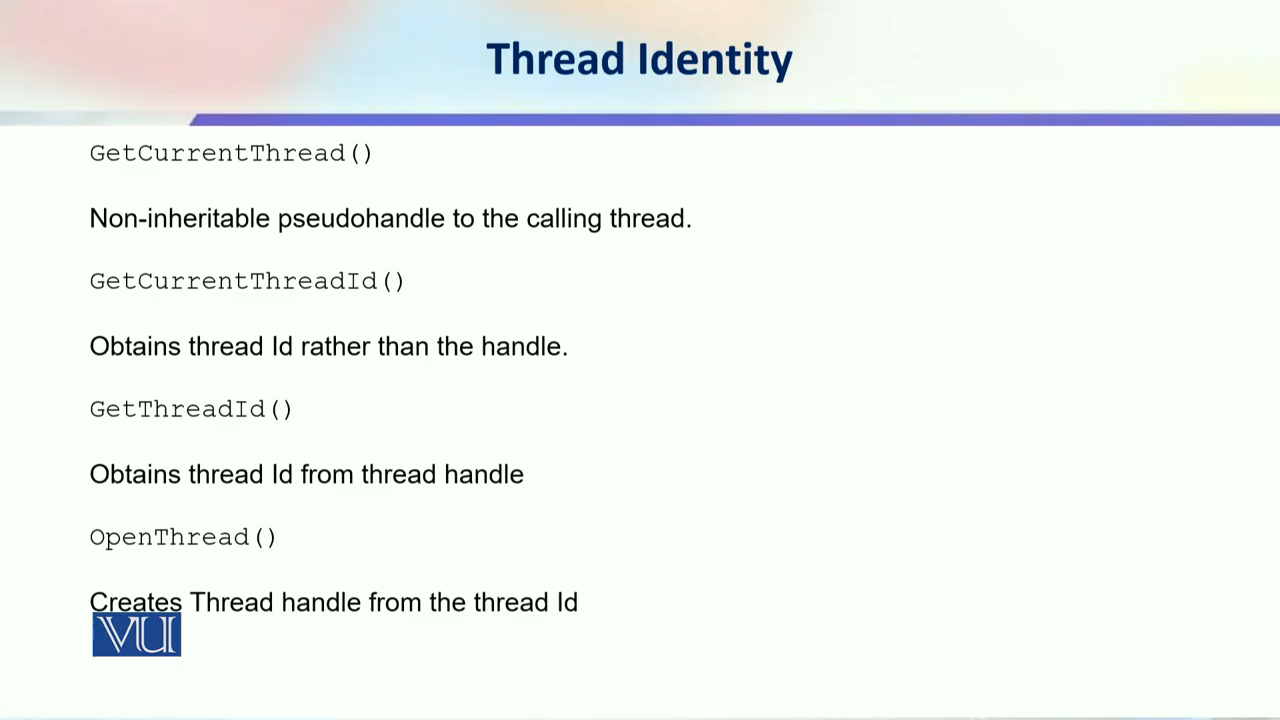 Thread Identity
GetCurrentThread()
Non-inheritable pseudohandle to the calling thread.
GetCurrentThreadId()
Obtains thread Id rather than the handle.
GetThreadId()
Obtains thread Id from thread handle
OpenThread()
Creates Thread handle from the thread Id
VU